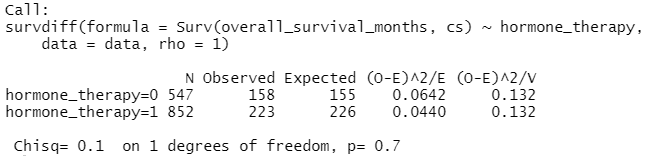 Call:
survdiff(formula = Surv(overall_survival_months, cs) ~ hormone_therapy,
    data = data, rho = 1)
                    N Observed Expected (O-E)^2/E (O-E)^2/V
hormone_therapy=0 547      158      155    0.0642     0.132
hormone_therapy=1 852      223      226    0.0440     0.132
 Chisq= 0.1  on 1 degrees of freedom, p= 0.7